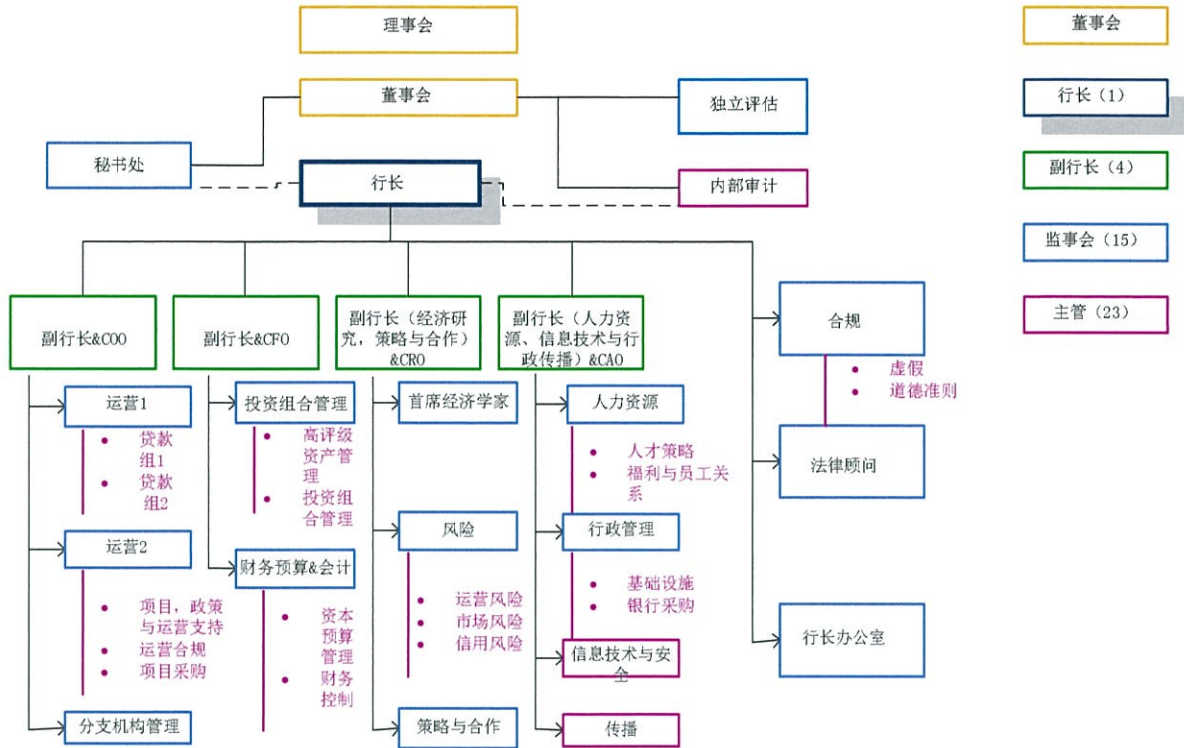 理事会
董事会
独立评估
秘书处
行长
内部审计
副行长&COO
副行长&CFO
副行长（经济研
究，策略与合作）
&CRO
副行长（人力资
源、信息技术与行
政传播）&CAO
运营1
贷款
组1
贷款
组2
运营2
项目，政策
与运营支持
运营合规
项目采购
分支机构管理
投资组合管理
高评级
资产管
理
投资组
合管理
财务预算&会计
资本
预算
管理
财务
控制
首席经济学家
风险
运营风险
市场风险
信用风险
策略与合作
人力资源
人才策略
福利与员工关
系
行政管理
基础设施
银行采购
信息技术与安
全
传播
合规
虚假
道德准则
法律顾问
行长办公室
董事会
行长（1）
副行长（4）
监事会（15）
主管（23）